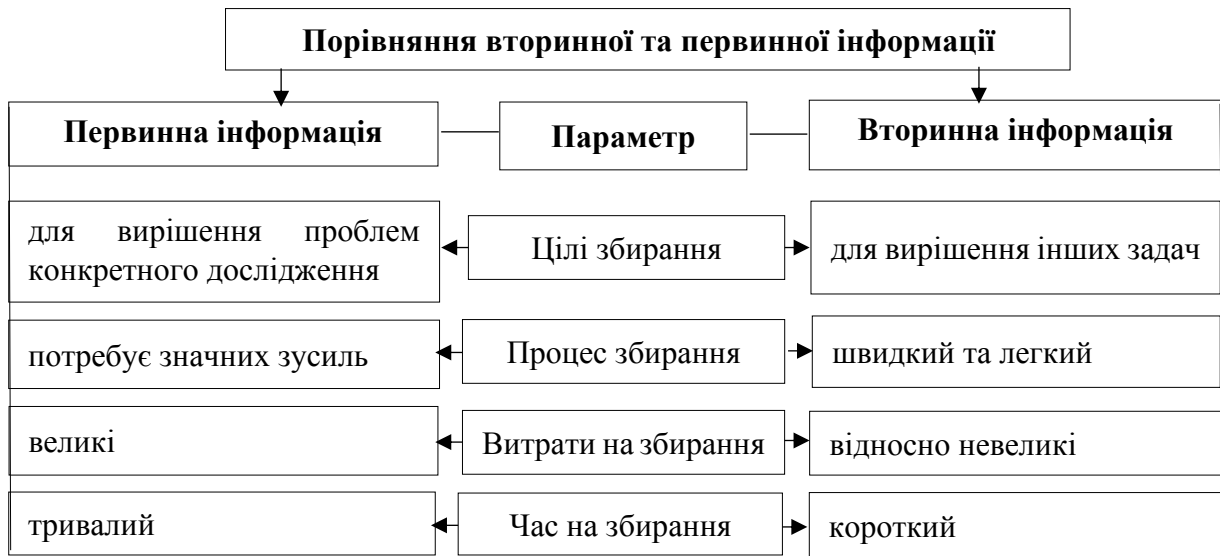 Порівняння вторинної та первинної інформації
Первинна інформація
Параметр
Вторинна інформація
для вирішення проблем
конкретного дослідження
Цілі збирання
для вирішення інших задач
потребує значних зусиль
Процес збирання
швидкий та легкий
великі
Витрати на збирання
відносно невеликі
тривалий
Час на збирання
короткий